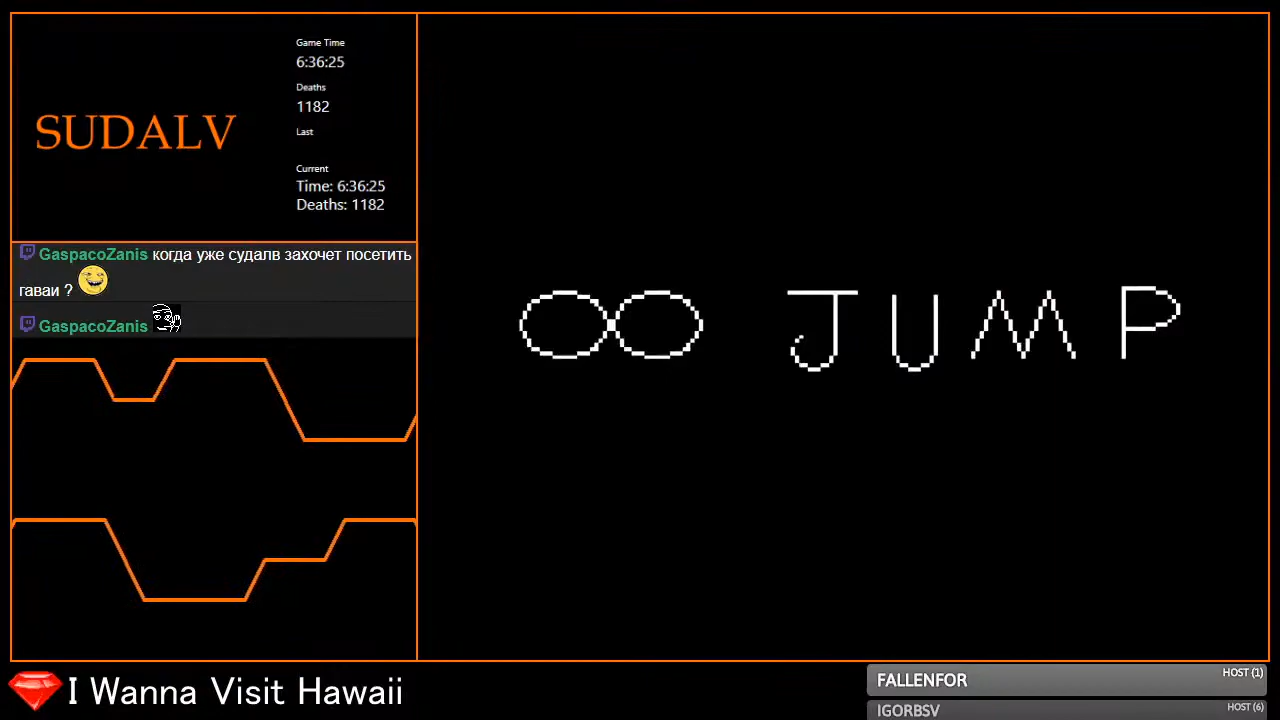 SUDALV
Game Time
6:36:25
Deaths
1182
Last
Current
Time: 6:36:25
Deaths: 1182
GaspacoZanis когда уже судалв захочет посетить
гаваи ?
GaspacoZanis
∞ JUMP
I Wanna Visit Hawaii
FALLENFOR HOST (1)
IGORBSV HOST (6)